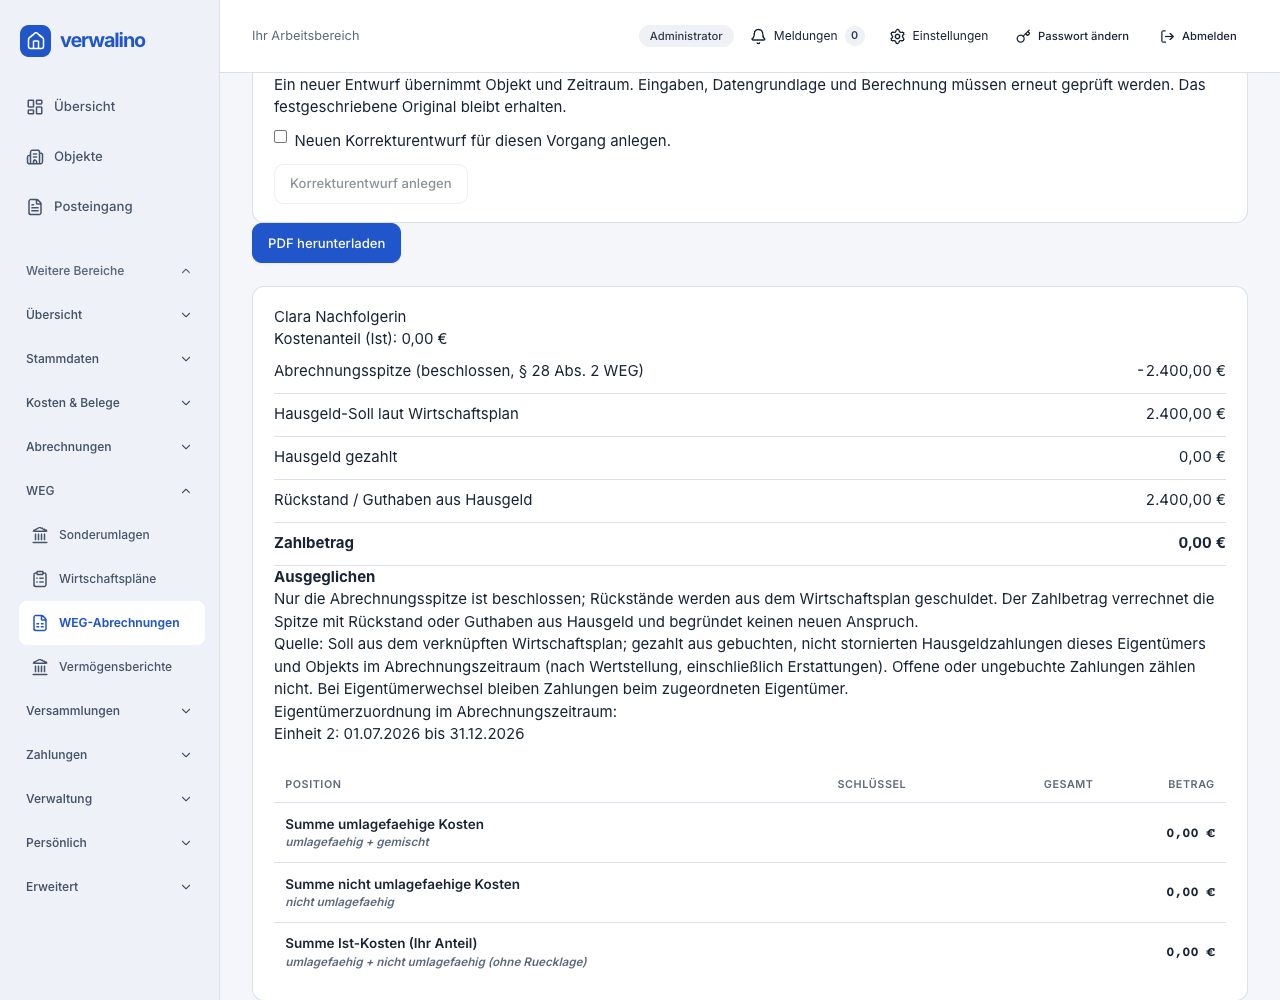 verwalino
Ihr Arbeitsbereich
Administrator
Meldungen 0
Einstellungen
Passwort ändern
Abmelden
Übersicht
Objekte
Posteingang
Weitere Bereiche
Übersicht
Stammdaten
Kosten & Belege
Abrechnungen
WEG
Sonderumlagen
Wirtschaftspläne
WEG-Abrechnungen
Vermögensberichte
Versammlungen
Zahlungen
Verwaltung
Persönlich
Erweitert
Ein neuer Entwurf übernimmt Objekt und Zeitraum. Eingaben, Datengrundlage und Berechnung müssen erneut geprüft werden. Das
festgeschriebene Original bleibt erhalten.
Neuen Korrekturentwurf für diesen Vorgang anlegen.
Korrekturentwurf anlegen
PDF herunterladen
Clara Nachfolgerin
Kostenanteil (Ist): 0,00 €
Abrechnungsspitze (beschlossen, § 28 Abs. 2 WEG) -2.400,00 €
Hausgeld-Soll laut Wirtschaftsplan 2.400,00 €
Hausgeld gezahlt 0,00 €
Rückstand / Guthaben aus Hausgeld 2.400,00 €
Zahlbetrag 0,00 €
Ausgeglichen
Nur die Abrechnungsspitze ist beschlossen; Rückstände werden aus dem Wirtschaftsplan geschuldet. Der Zahlbetrag verrechnet die
Spitze mit Rückstand oder Guthaben aus Hausgeld und begründet keinen neuen Anspruch.
Quelle: Soll aus dem verknüpften Wirtschaftsplan; gezahlt aus gebuchten, nicht stornierten Hausgeldzahlungen dieses Eigentümers
und Objekts im Abrechnungszeitraum (nach Wertstellung, einschließlich Erstattungen). Offene oder ungebuchte Zahlungen zählen
nicht. Bei Eigentümerwechsel bleiben Zahlungen beim zugeordneten Eigentümer.
Eigentümerzuordnung im Abrechnungszeitraum:
Einheit 2: 01.07.2026 bis 31.12.2026
POSITION SCHLÜSSEL GESAMT BETRAG
Summe umlagefaehige Kosten 0,00 €
umlagefaehig + gemischt
Summe nicht umlagefaehige Kosten 0,00 €
nicht umlagefaehig
Summe Ist-Kosten (Ihr Anteil) 0,00 €
umlagefaehig + nicht umlagefaehig (ohne Ruecklage)